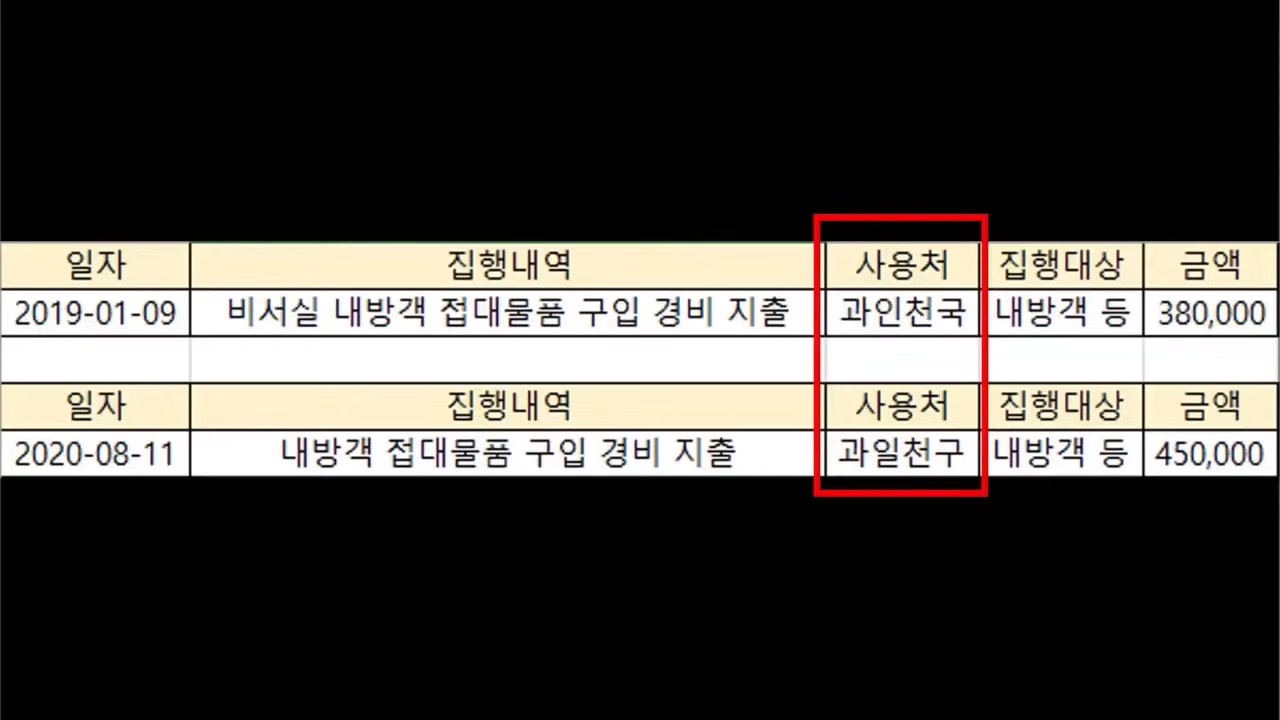 일자 집행내역 사용처 집행대상 금액
2019-01-09 비서실 내방객 접대물품 구입 경비 지출 과인천국 내방객 등 380,000
일자 집행내역 사용처 집행대상 금액
2020-08-11 내방객 접대물품 구입 경비 지출 과일천구 내방객 등 450,000